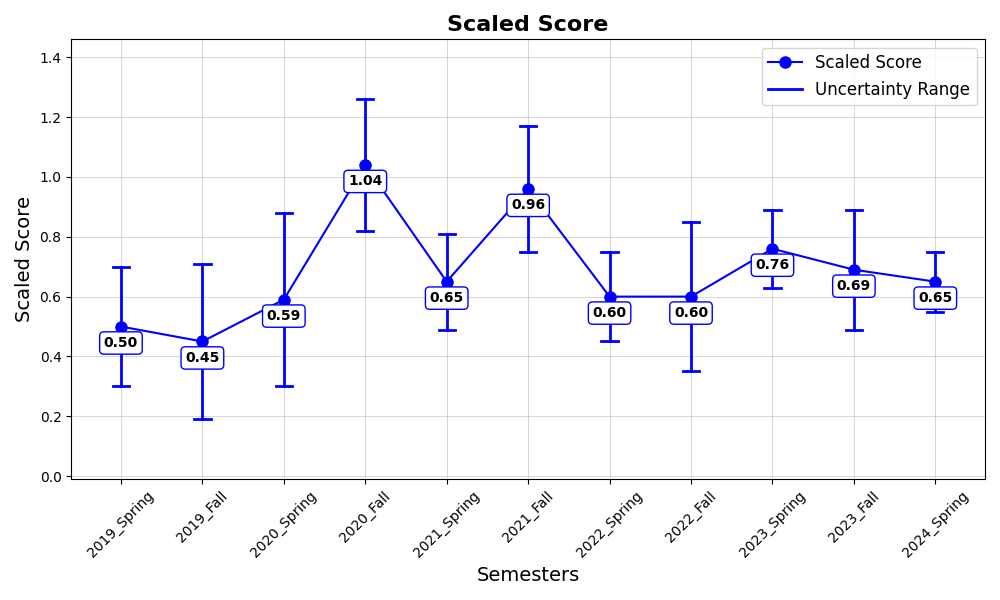 Scaled Score
Scaled Score
Uncertainty Range
1.4
1.2
1.0
0.8
0.6
0.4
0.2
0.0
Scaled Score
0.50
0.45
0.59
1.04
0.65
0.96
0.60
0.60
0.76
0.69
0.65
2019_Spring
2019_Fall
2020_Spring
2020_Fall
2021_Spring
2021_Fall
2022_Spring
2022_Fall
2023_Spring
2023_Fall
2024_Spring
Semesters